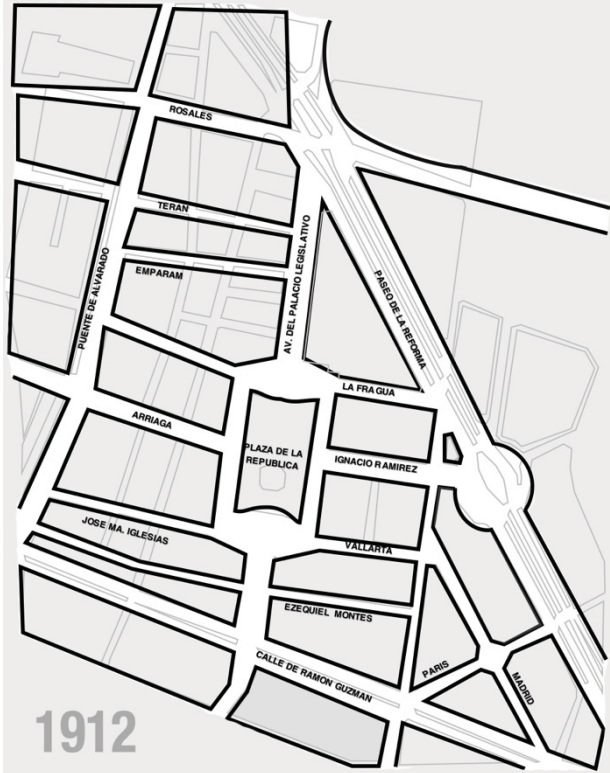 ROSALES
TERAN
EMPARAM
PUENTE DE ALVARADO
AV. DEL PALACIO LEGISLATIVO
PASEO DE LA REFORMA
LA FRAGUA
ARRIAGA
PLAZA DE LA
REPUBLICA
IGNACIO RAMIREZ
JOSE MA. IGLESIAS
VALLARTA
EZEQUIEL MONTES
CALLE DE RAMON GUZMAN
PARIS
MADRID
1912